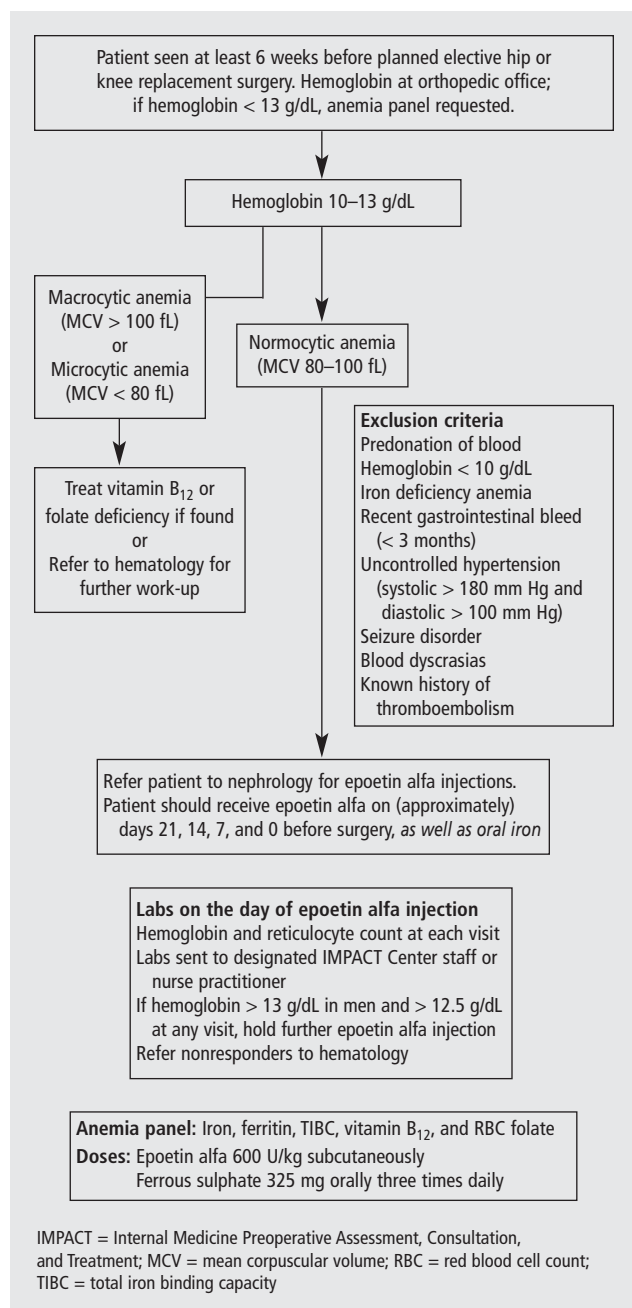 Patient seen at least 6 weeks before planned elective hip or
knee replacement surgery. Hemoglobin at orthopedic office;
if hemoglobin < 13 g/dL, anemia panel requested.
Hemoglobin 10–13 g/dL
Macrocytic anemia
(MCV > 100 fL)
or
Microcytic anemia
(MCV < 80 fL)
Normocytic anemia
(MCV 80–100 fL)
Treat vitamin B12 or
folate deficiency if found
or
Refer to hematology for
further work-up
Exclusion criteria
Predonation of blood
Hemoglobin < 10 g/dL
Iron deficiency anemia
Recent gastrointestinal bleed
(< 3 months)
Uncontrolled hypertension
(systolic > 180 mm Hg and
diastolic > 100 mm Hg)
Seizure disorder
Blood dyscrasias
Known history of
thromboembolism
Refer patient to nephrology for epoetin alfa injections.
Patient should receive epoetin alfa on (approximately)
days 21, 14, 7, and 0 before surgery, as well as oral iron
Labs on the day of epoetin alfa injection
Hemoglobin and reticulocyte count at each visit
Labs sent to designated IMPACT Center staff or
nurse practitioner
If hemoglobin > 13 g/dL in men and > 12.5 g/dL
at any visit, hold further epoetin alfa injection
Refer nonresponders to hematology
Anemia panel: Iron, ferritin, TIBC, vitamin B12, and RBC folate
Doses: Epoetin alfa 600 U/kg subcutaneously
Ferrous sulphate 325 mg orally three times daily
IMPACT = Internal Medicine Preoperative Assessment, Consultation,
and Treatment; MCV = mean corpuscular volume; RBC = red blood cell count;
TIBC = total iron binding capacity